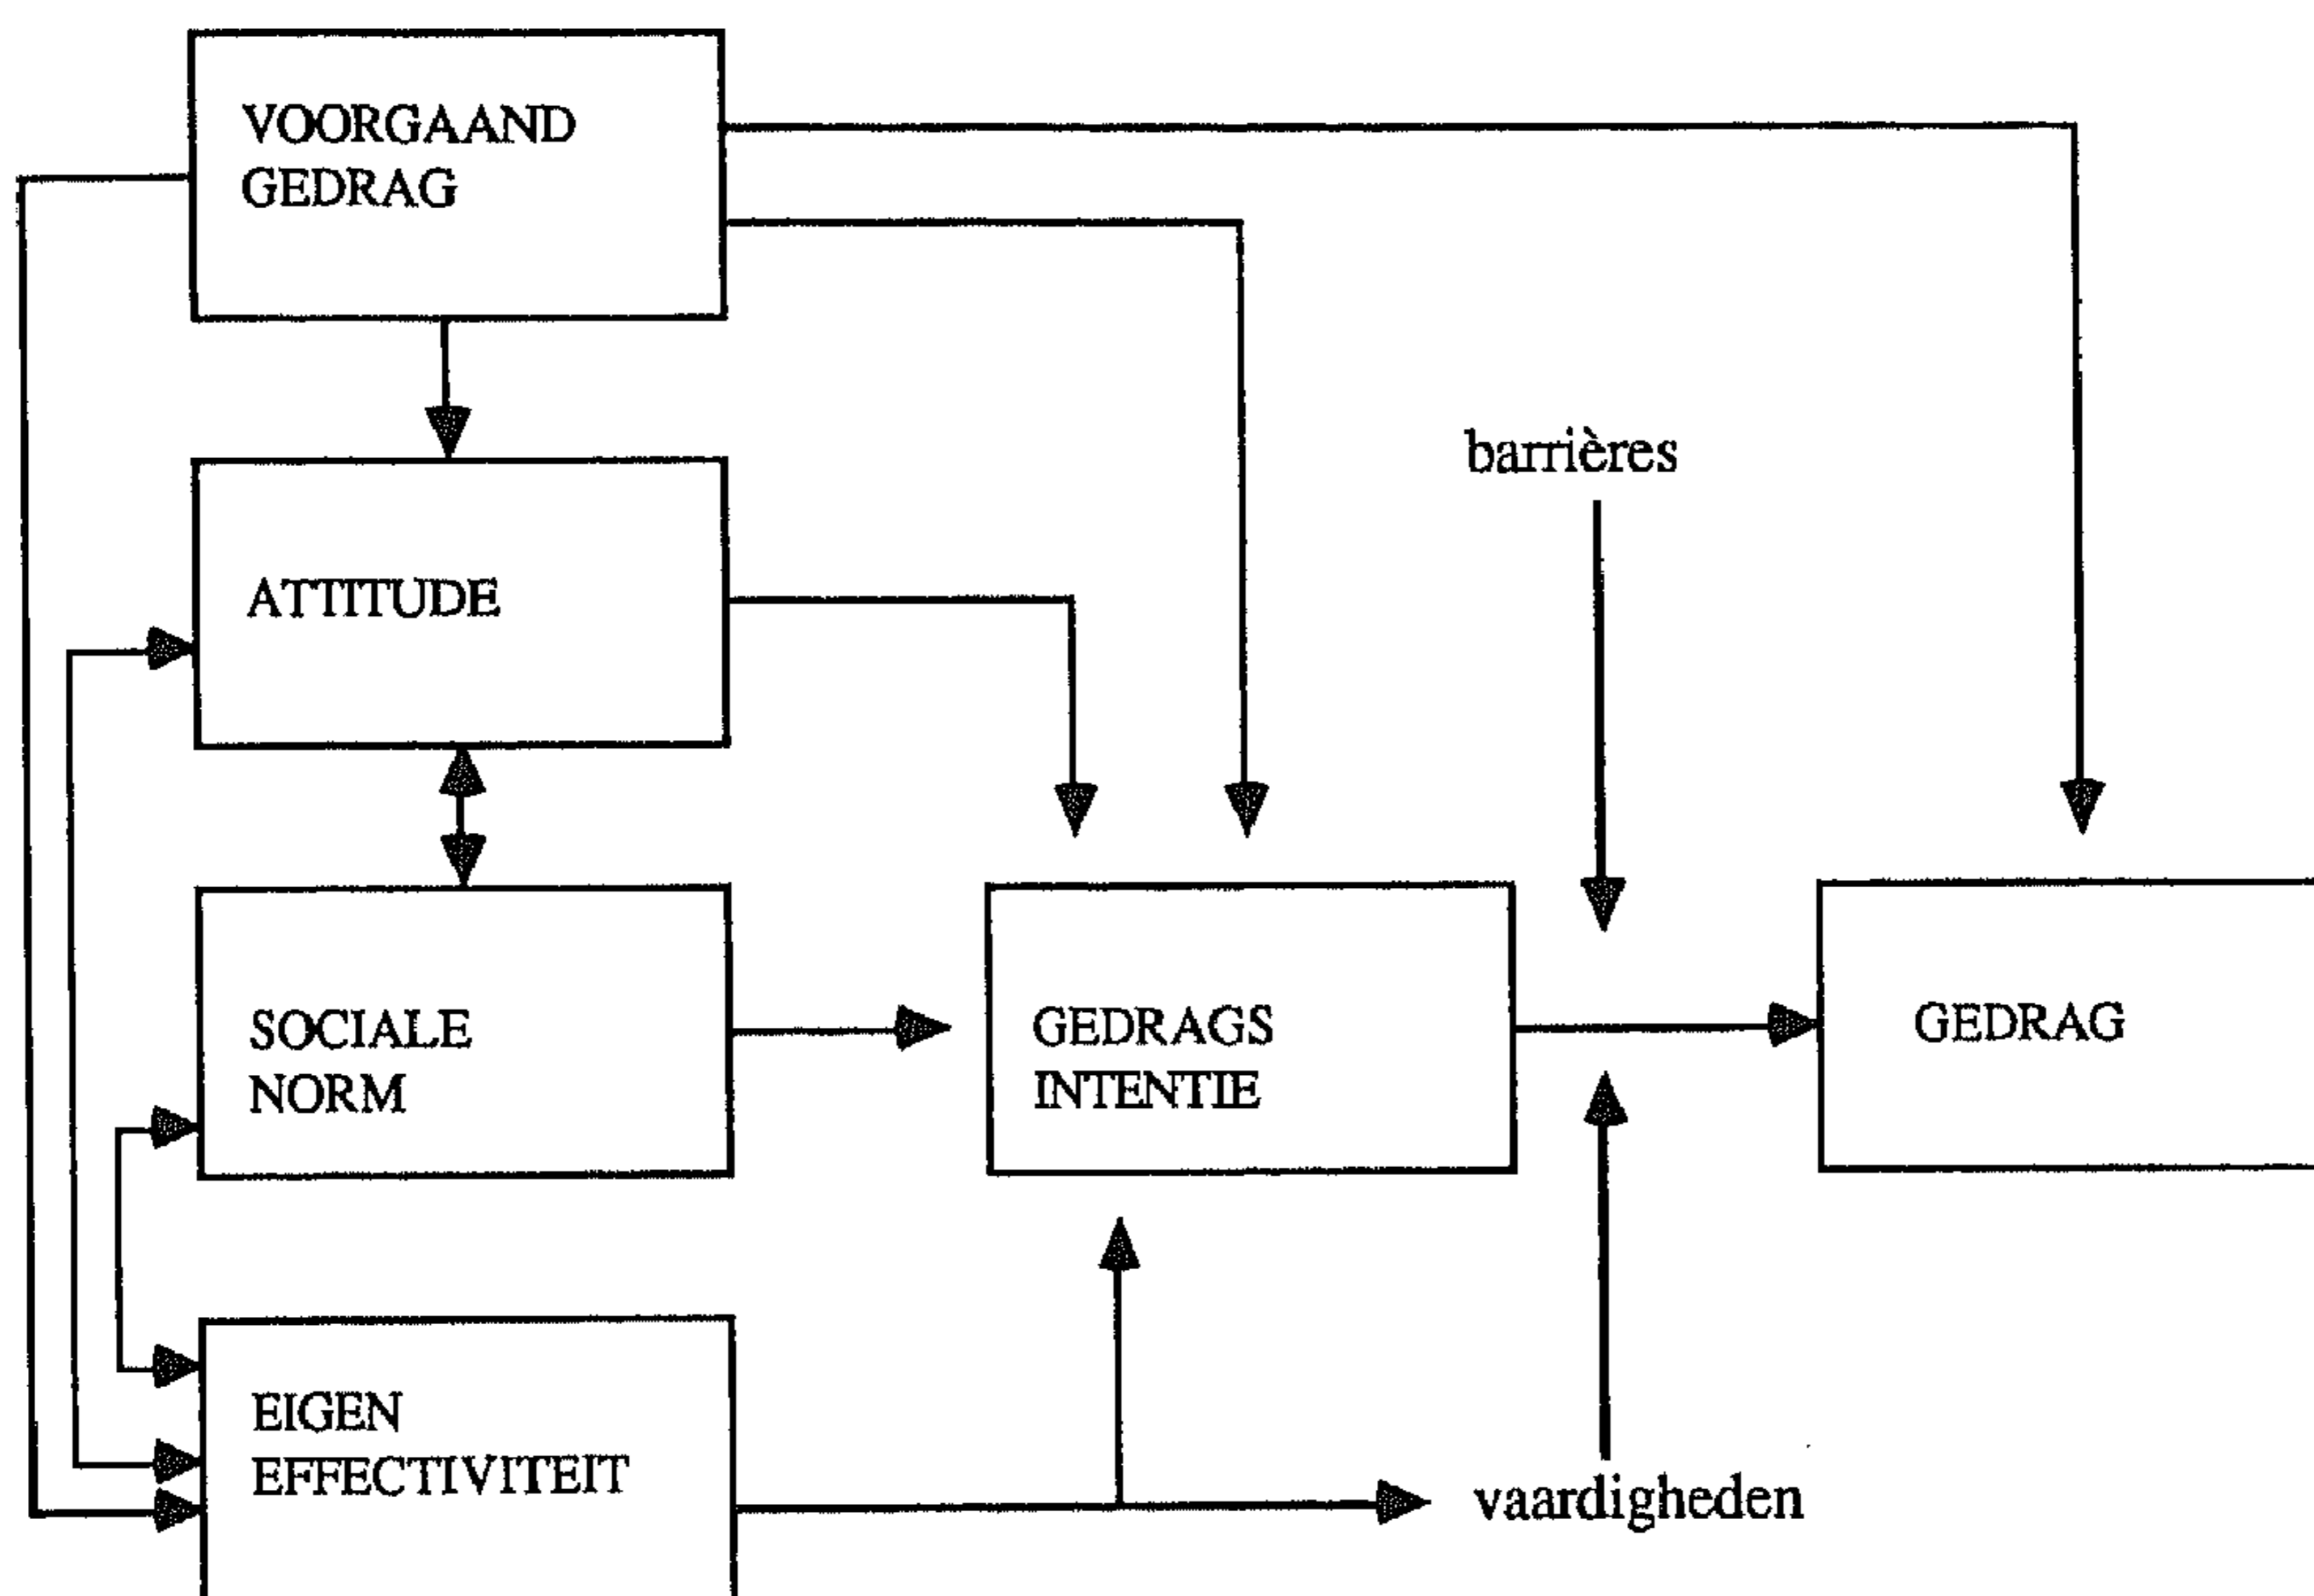 VOORGAAND
GEDRAG
barrières
ATTITUDE
SOCIALE
NORM
GEDRAGS
INTENTIE
GEDRAG
EIGEN
EFFECTIVITEIT
vaardigheden